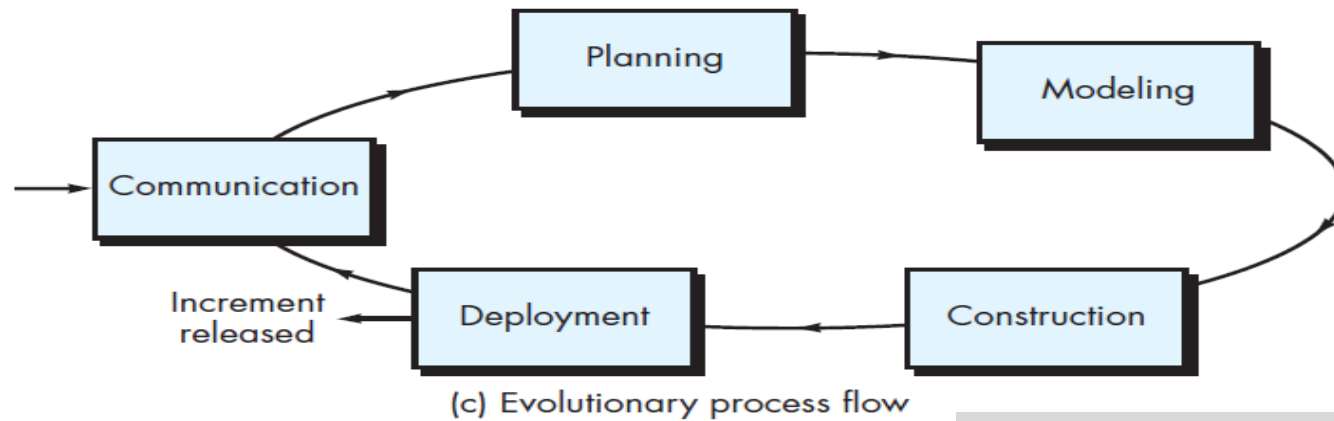 Planning
Modeling
Communication
Increment
released
Deployment
Construction
(c) Evolutionary process flow